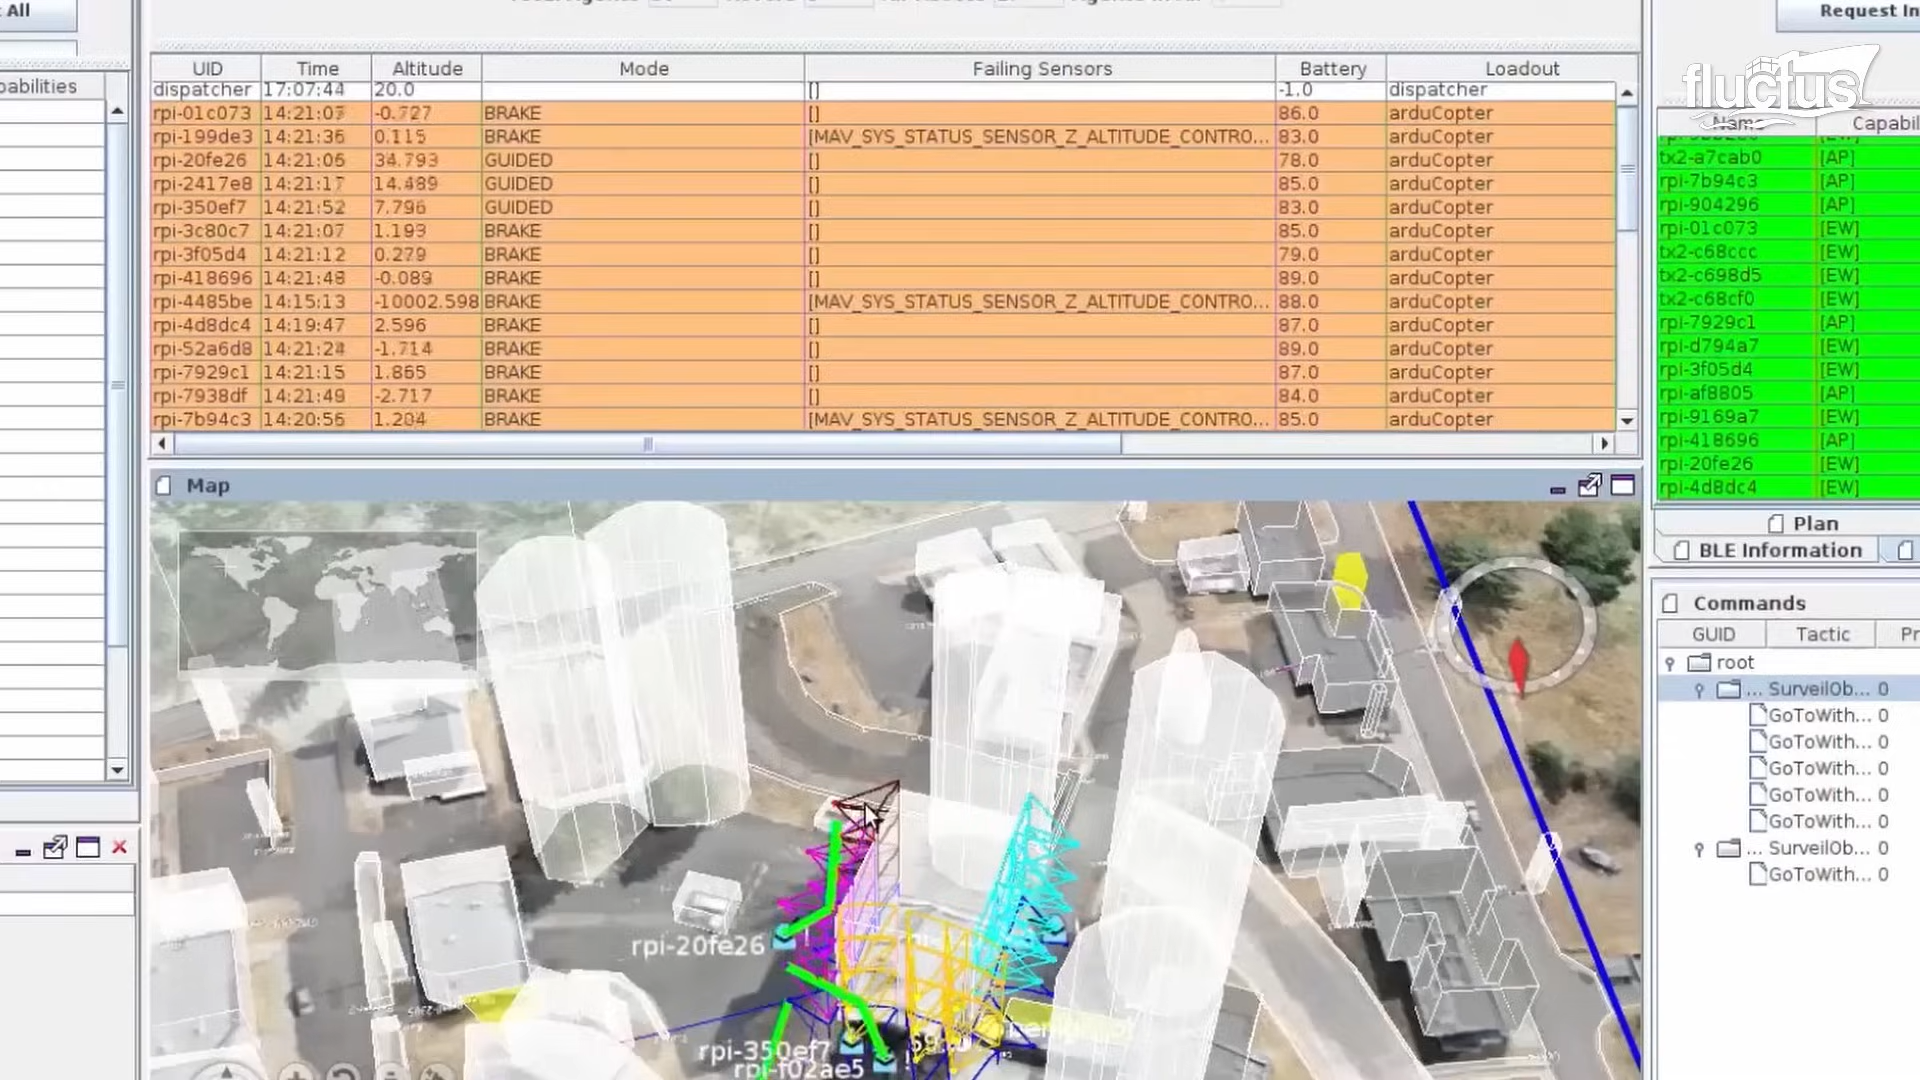 All
Request In
fluctus
UID Time Altitude Mode Failing Sensors Battery Loadout
dispatcher 17:07:44 20.0 [] -1.0 dispatcher
rpi-01c073 14:21:07 -0.727 BRAKE [] 86.0 arduCopter
rpi-199de3 14:21:36 0.115 BRAKE [MAV_SYS_STATUS_SENSOR_Z_ALTITUDE_CONTRO... 83.0 arduCopter
rpi-20fe26 14:21:06 34.793 GUIDED [] 78.0 arduCopter
rpi-2417e8 14:21:17 14.489 GUIDED [] 85.0 arduCopter
rpi-350ef7 14:21:52 7.796 GUIDED [] 83.0 arduCopter
rpi-3c80c7 14:21:07 1.193 BRAKE [] 85.0 arduCopter
rpi-3f05d4 14:21:12 0.279 BRAKE [] 79.0 arduCopter
rpi-418696 14:21:48 -0.089 BRAKE [] 89.0 arduCopter
rpi-4485be 14:15:13 -10002.598 BRAKE [MAV_SYS_STATUS_SENSOR_Z_ALTITUDE_CONTRO... 88.0 arduCopter
rpi-4d8dc4 14:19:47 2.596 BRAKE [] 87.0 arduCopter
rpi-52a6d8 14:21:24 -1.714 BRAKE [] 89.0 arduCopter
rpi-7929c1 14:21:15 1.865 BRAKE [] 87.0 arduCopter
rpi-7938df 14:21:49 -2.717 BRAKE [] 84.0 arduCopter
rpi-7b94c3 14:20:56 1.204 BRAKE [MAV_SYS_STATUS_SENSOR_Z_ALTITUDE_CONTRO... 85.0 arduCopter
pabilities
Name Capabil
tx2-a7cab0 [AP]
rpi-7b94c3 [AP]
rpi-904296 [AP]
rpi-01c073 [EW]
tx2-c68ccc [EW]
tx2-c698d5 [EW]
tx2-c68cf0 [EW]
rpi-7929c1 [AP]
rpi-d794a7 [EW]
rpi-3f05d4 [EW]
rpi-af8805 [AP]
rpi-9169a7 [EW]
rpi-418696 [AP]
rpi-20fe26 [EW]
rpi-4d8dc4 [EW]
Map
Plan
BLE Information
Commands
GUID Tactic Pr
root
... SurveilOb... 0
GoToWith... 0
GoToWith... 0
GoToWith... 0
GoToWith... 0
GoToWith... 0
... SurveilOb... 0
GoToWith... 0
rpi-20fe26
rpi-350ef7
rpi-f02ae5